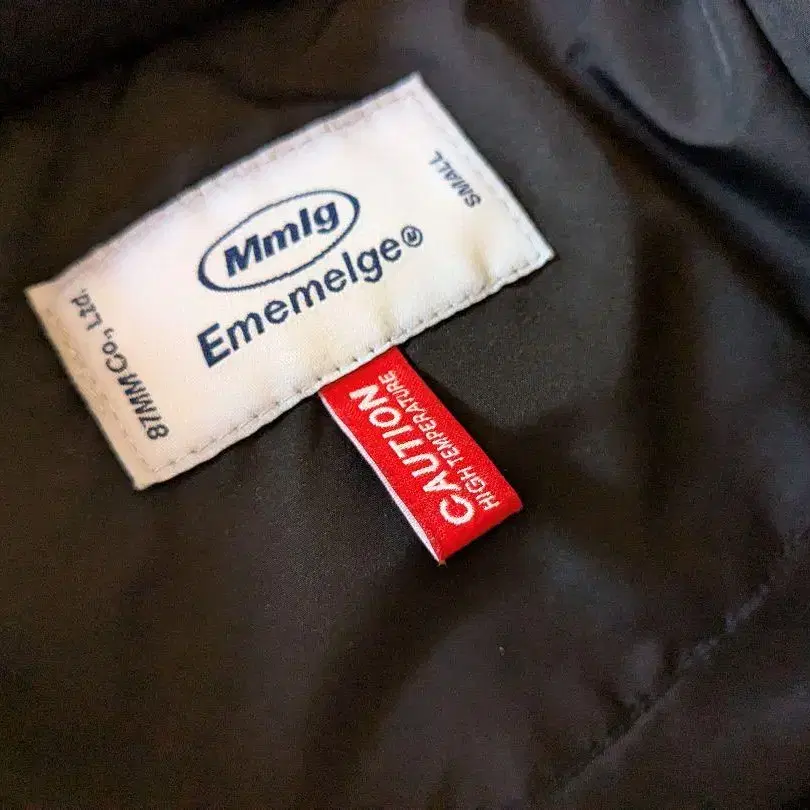 Mmlg
Ememelge®
SMALL
87MM Co., Ltd.
CAUTION
HIGH TEMPERATURE